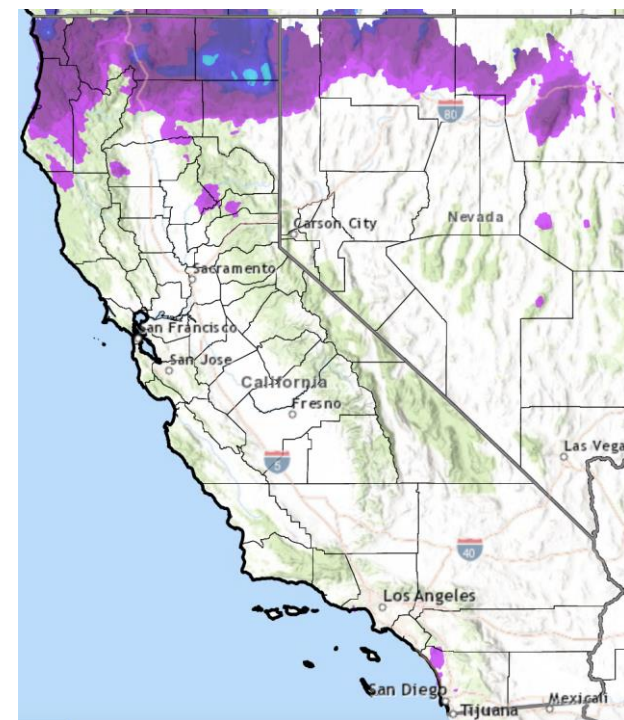 80
Nevada
Carson City
Sacramento
San Francisco
San Jose
California
Fresno
5
Las Vega
40
Los Angeles
San Diego
Tijuana
Mexicali